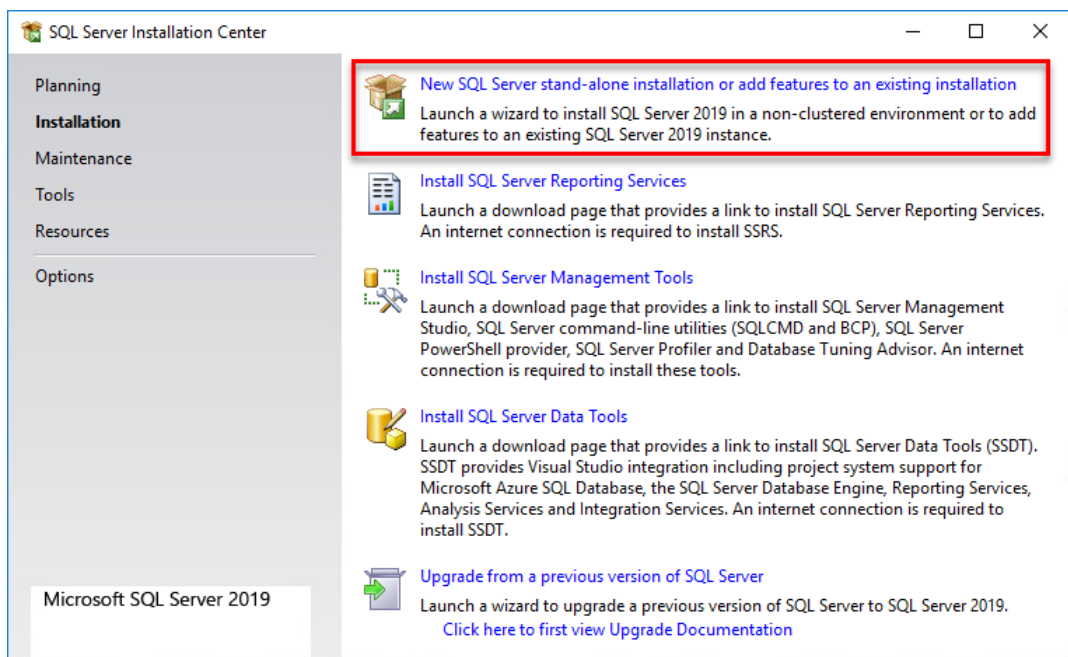 SQL Server Installation Center
Planning
Installation
Maintenance
Tools
Resources
Options
Microsoft SQL Server 2019
New SQL Server stand-alone installation or add features to an existing installation
Launch a wizard to install SQL Server 2019 in a non-clustered environment or to add
features to an existing SQL Server 2019 instance.
Install SQL Server Reporting Services
Launch a download page that provides a link to install SQL Server Reporting Services.
An internet connection is required to install SSRS.
Install SQL Server Management Tools
Launch a download page that provides a link to install SQL Server Management
Studio, SQL Server command-line utilities (SQLCMD and BCP), SQL Server
PowerShell provider, SQL Server Profiler and Database Tuning Advisor. An internet
connection is required to install these tools.
Install SQL Server Data Tools
Launch a download page that provides a link to install SQL Server Data Tools (SSDT).
SSDT provides Visual Studio integration including project system support for
Microsoft Azure SQL Database, the SQL Server Database Engine, Reporting Services,
Analysis Services and Integration Services. An internet connection is required to
install SSDT.
Upgrade from a previous version of SQL Server
Launch a wizard to upgrade a previous version of SQL Server to SQL Server 2019.
Click here to first view Upgrade Documentation